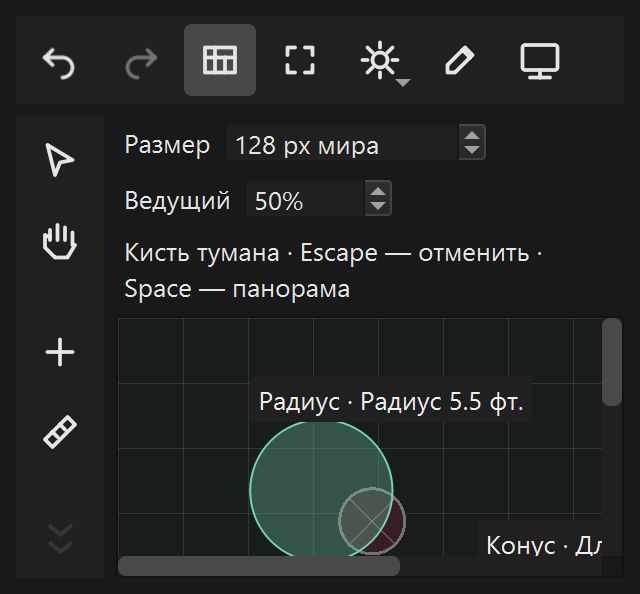 Размер 128 px мира
Ведущий 50%
Кисть тумана · Escape — отменить ·
Space — панорама
Радиус · Радиус 5.5 фт.
Конус ·